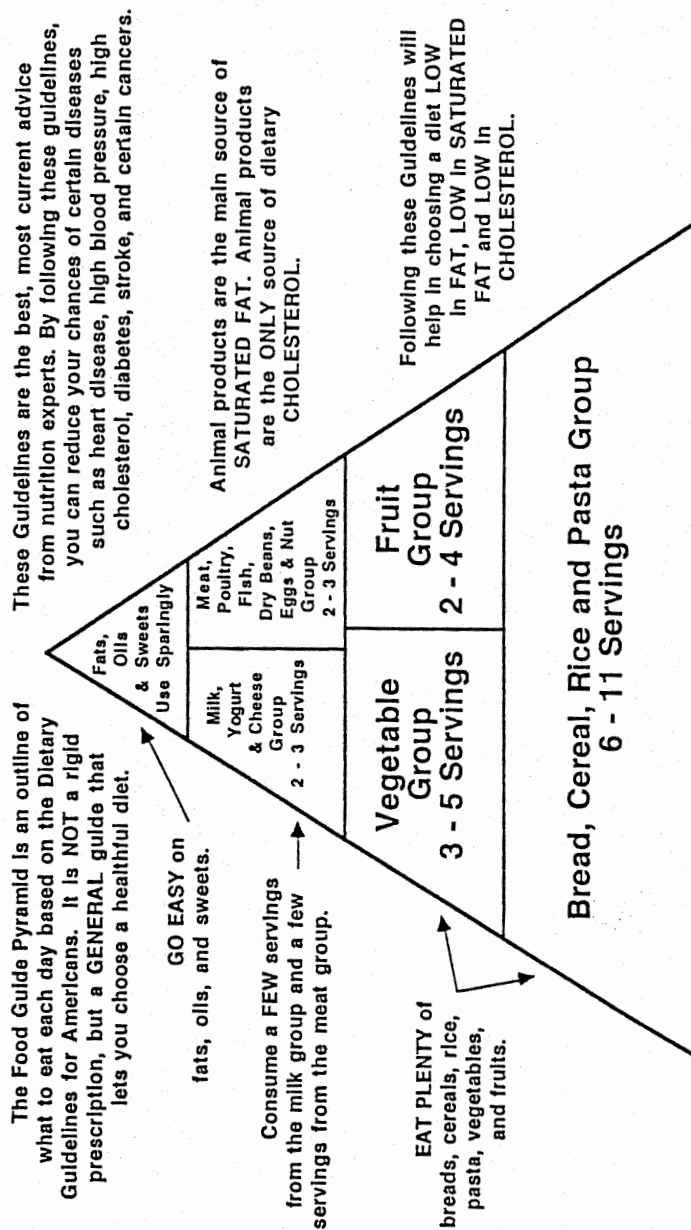 The Food Guide Pyramid is an outline of
what to eat each day based on the Dietary
Guidelines for Americans. It is NOT a rigid
prescription, but a GENERAL guide that
lets you choose a healthful diet.
These Guidelines are the best, most current advice
from nutrition experts. By following these guidelines,
you can reduce your chances of certain diseases
such as heart disease, high blood pressure, high
cholesterol, diabetes, stroke, and certain cancers.
GO EASY on
fats, oils, and sweets.
Fats,
Oils
& Sweets
Use Sparingly
Animal products are the main source of
SATURATED FAT. Animal products
are the ONLY source of dietary
CHOLESTEROL.
Consume a FEW servings
from the milk group and a few
servings from the meat group.
Milk,
Yogurt
& Cheese
Group
2 - 3 Servings
Meat,
Poultry,
Fish,
Dry Beans,
Eggs & Nut
Group
2 - 3 Servings
Vegetable
Group
3 - 5 Servings
Fruit
Group
2 - 4 Servings
Following these Guidelines will
help in choosing a diet LOW
in FAT, LOW in SATURATED
FAT and LOW in
CHOLESTEROL.
EAT PLENTY of
breads, cereals, rice,
pasta, vegetables,
and fruits.
Bread, Cereal, Rice and Pasta Group
6 - 11 Servings